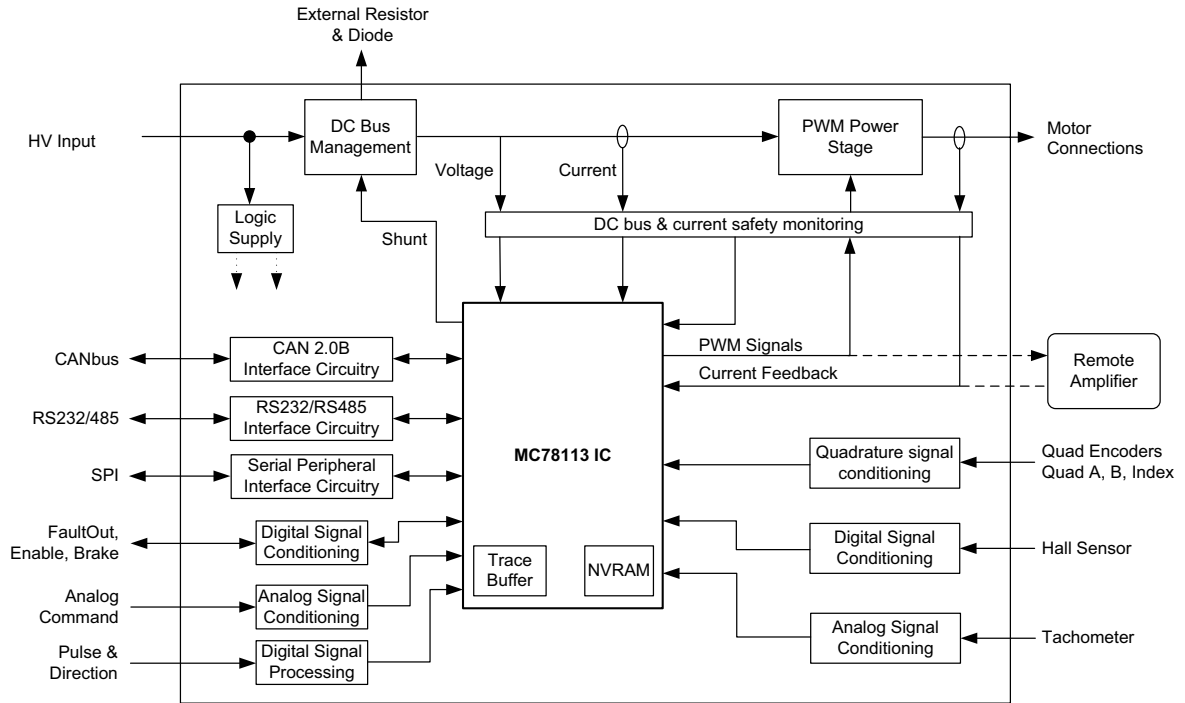 External Resistor
& Diode
HV Input
DC Bus
Management
PWM Power
Stage
Motor
Connections
Voltage
Current
Logic
Supply
Shunt
DC bus & current safety monitoring
CANbus
CAN 2.0B
Interface Circuitry
PWM Signals
Current Feedback
Remote
Amplifier
RS232/485
RS232/RS485
Interface Circuitry
MC78113 IC
Quadrature signal
conditioning
Quad Encoders
Quad A, B, Index
SPI
Serial Peripheral
Interface Circuitry
FaultOut,
Enable, Brake
Digital Signal
Conditioning
Digital Signal
Conditioning
Hall Sensor
Trace
Buffer
NVRAM
Analog
Command
Analog Signal
Conditioning
Analog Signal
Conditioning
Tachometer
Pulse &
Direction
Digital Signal
Processing